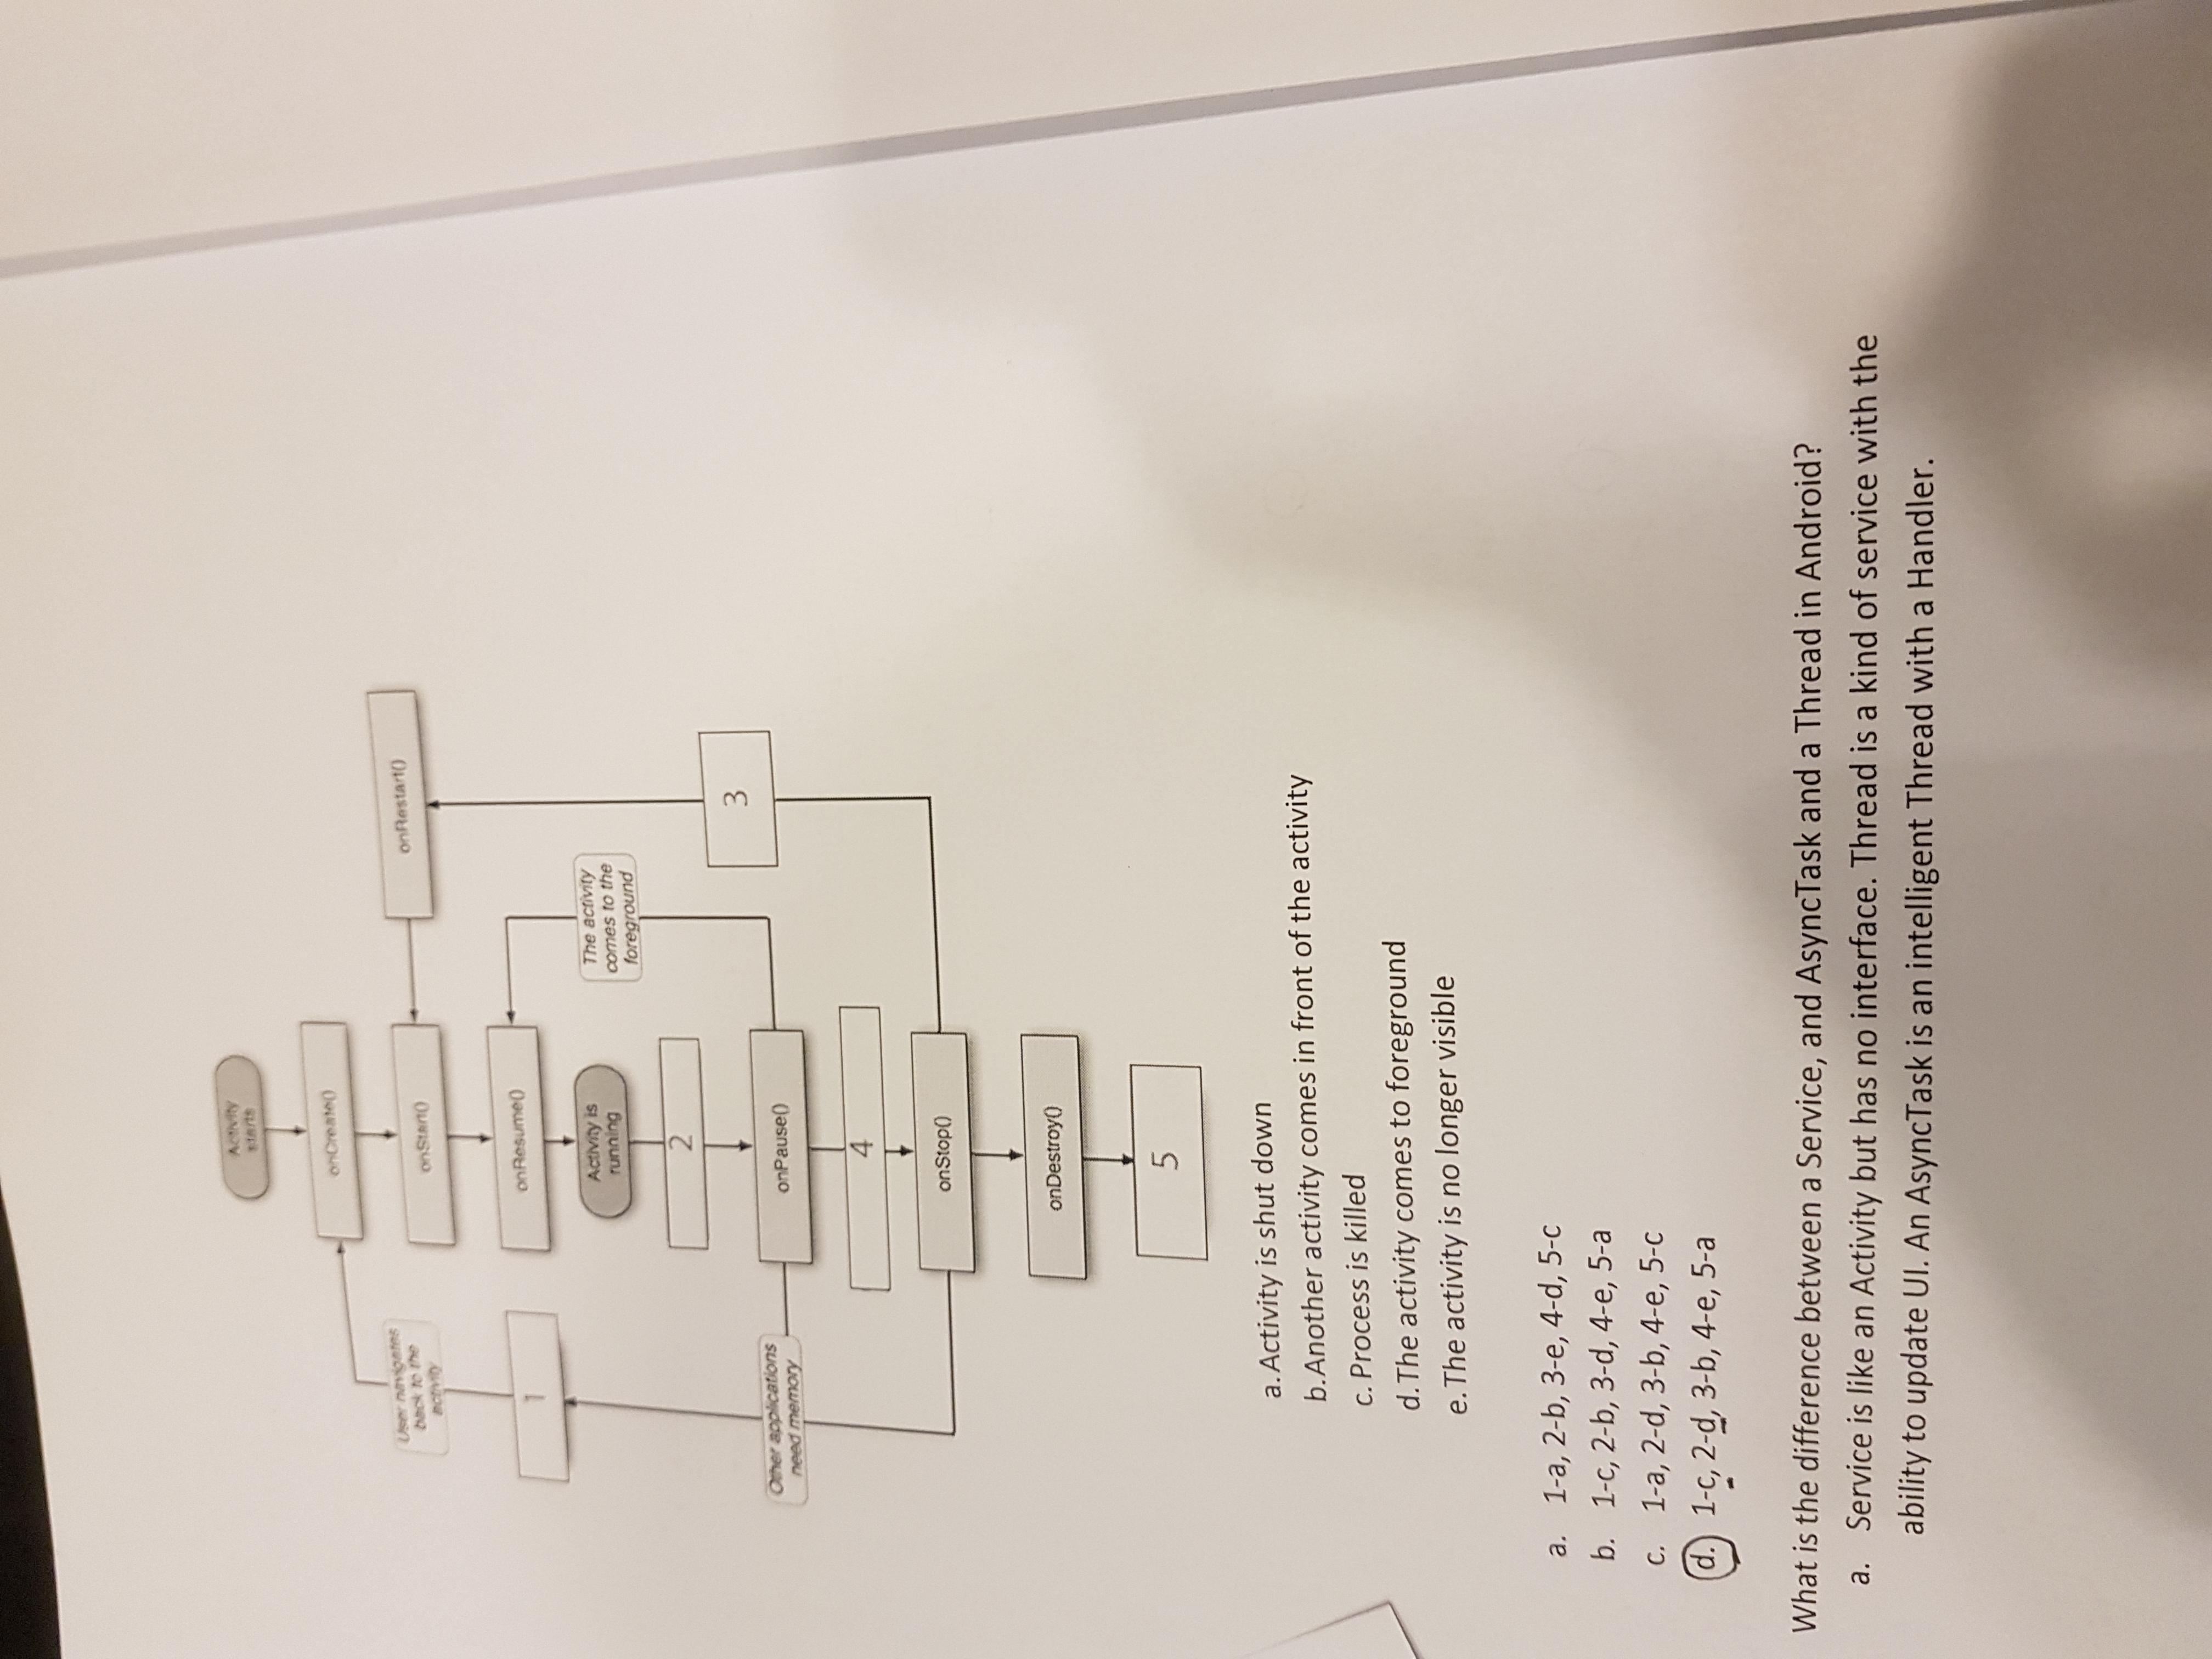 Activity
starts
onCreate()
User navigates
back to the
activity
onStart()
onRestart()
1
onResume()
Activity is
running
The activity
comes to the
foreground
2
3
Other applications
need memory
onPause()
4
onStop()
onDestroy()
5
a. Activity is shut down
b. Another activity comes in front of the activity
c. Process is killed
d. The activity comes to foreground
e. The activity is no longer visible
a. 1-a, 2-b, 3-e, 4-d, 5-c
b. 1-c, 2-b, 3-d, 4-e, 5-a
c. 1-a, 2-d, 3-b, 4-e, 5-c
d. 1-c, 2-d, 3-b, 4-e, 5-a
What is the difference between a Service, and AsyncTask and a Thread in Android?
a. Service is like an Activity but has no interface. Thread is a kind of service with the
ability to update UI. An AsyncTask is an intelligent Thread with a Handler.